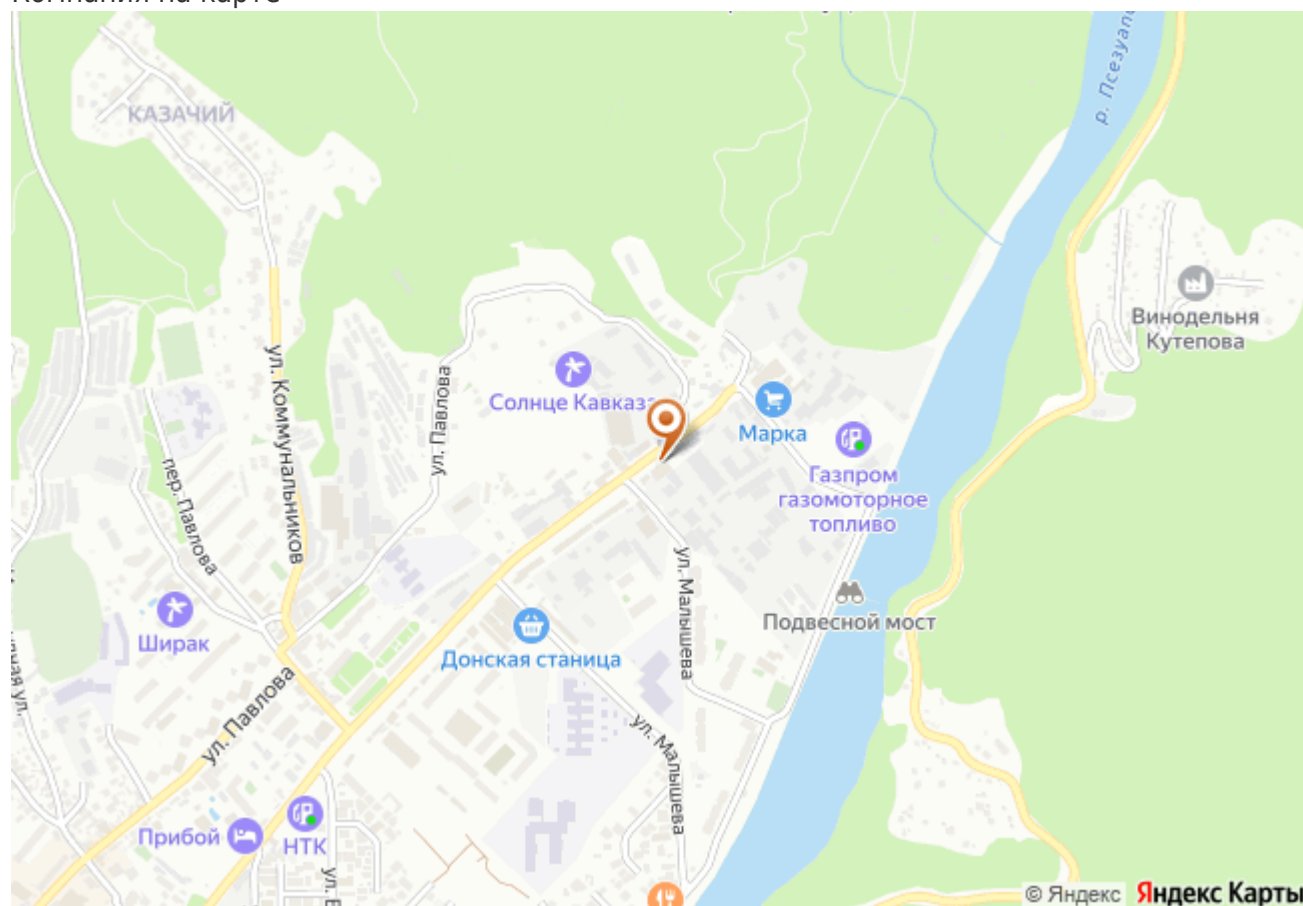 р. Псезуапсе
КАЗАЧИЙ
Винодельня
Кутепова
ул. Коммунальников
ул. Павлова
Солнце Кавказа
Марка
Газпром
газомоторное
топливо
пер. Павлова
ул. Малышева
Подвесной мост
Ширак
Донская станица
ул. Павлова
ул. Малышева
Прибой
НТК
© Яндекс Яндекс Карты